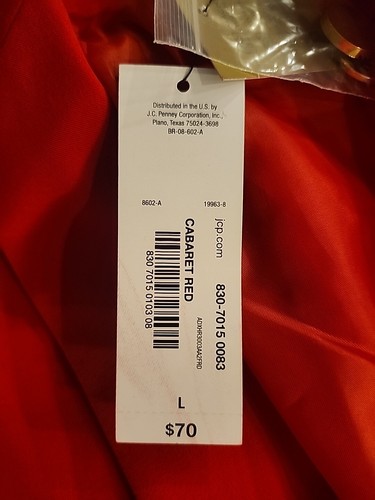 Distributed in the U.S. by
J.C. Penney Corporation, Inc.,
Plano, Texas 75024-3698
BR-08-602-A
8602-A
19963-8
jcp.com
830-7015 0083
ADXHR3003AA2FRD
CABARET RED
830 7015 0103 08
L
$70